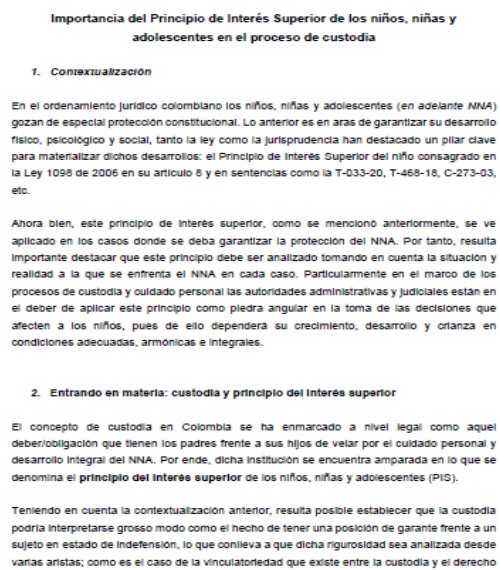 Importancia del Principio de Interés Superior de los niños, niñas y
adolescentes en el proceso de custodia
1. Contextualización
En el ordenamiento jurídico colombiano los niños, niñas y adolescentes (en adelante NNA)
gozan de especial protección constitucional. Lo anterior es en aras de garantizar su desarrollo
físico, psicológico y social, tanto la ley como la jurisprudencia han destacado un pilar clave
para materializar dichos desarrollos: el Principio de Interés Superior del niño consagrado en
la Ley 1098 de 2006 en su artículo 8 y en sentencias como la T-033-20, T-468-18, C-273-03,
etc.
Ahora bien, este principio de interés superior, como se mencionó anteriormente, se ve
aplicado en los casos donde se deba garantizar la protección del NNA. Por tanto, resulta
importante destacar que este principio debe ser analizado tomando en cuenta la situación y
realidad a la que se enfrenta el NNA en cada caso. Particularmente en el marco de los
procesos de custodia y cuidado personal las autoridades administrativas y judiciales están en
el deber de aplicar este principio como piedra angular en la toma de las decisiones que
afecten a los niños, pues de ello dependerá su crecimiento, desarrollo y crianza en
condiciones adecuadas, armónicas e integrales.
2. Entrando en materia: custodia y principio del interés superior
El concepto de custodia en Colombia se ha enmarcado a nivel legal como aquel
deber/obligación que tienen los padres frente a sus hijos de velar por el cuidado personal y
desarrollo integral del NNA. Por ende, dicha institución se encuentra amparada en lo que se
denomina el principio del interés superior de los niños, niñas y adolescentes (PIS).
Teniendo en cuenta la contextualización anterior, resulta posible establecer que la custodia
podría interpretarse grosso modo como el hecho de tener una posición de garante frente a un
sujeto en estado de indefensión, lo que conlleva a que dicha rigurosidad sea analizada desde
varias aristas; como es el caso de la vinculatoriedad que existe entre la custodia y el derecho